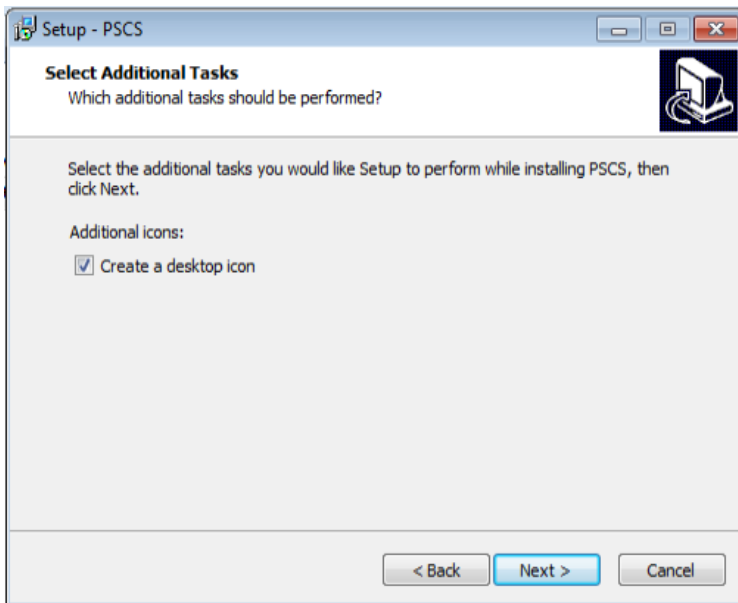 Setup - PSCS
Select Additional Tasks
Which additional tasks should be performed?
Select the additional tasks you would like Setup to perform while installing PSCS, then
click Next.
Additional icons:
Create a desktop icon
< Back
Next >
Cancel